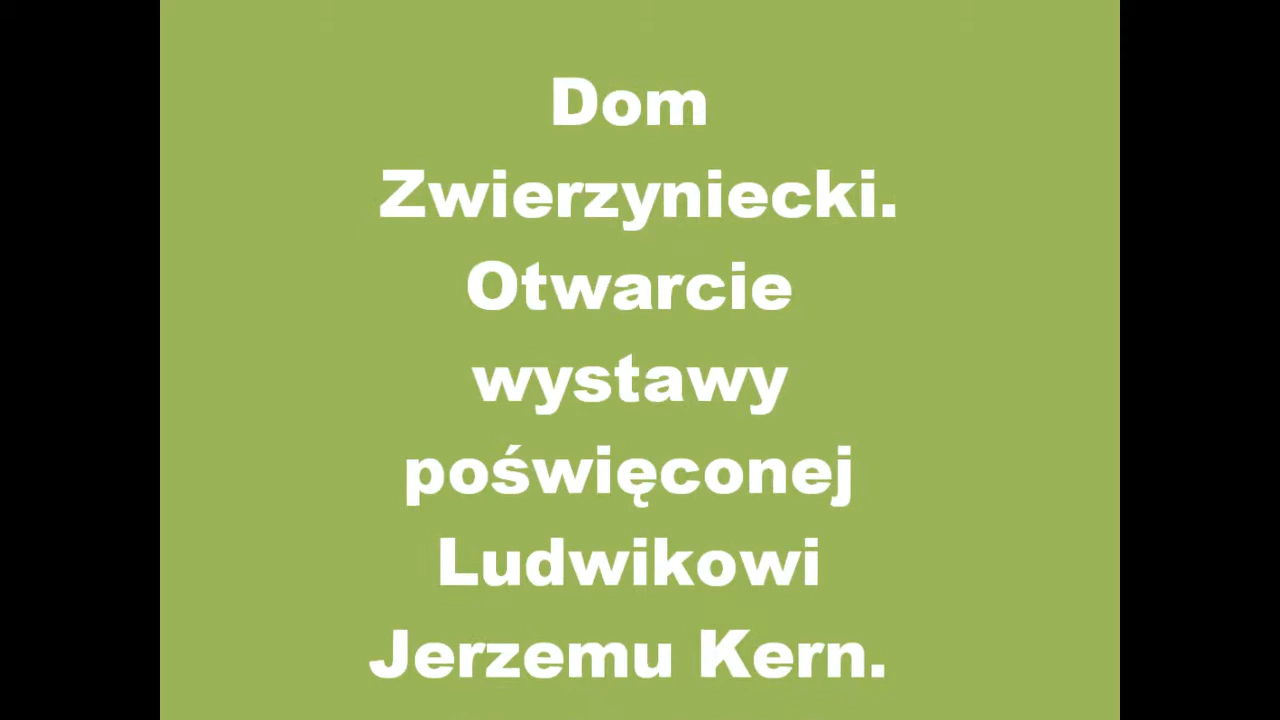 Dom
Zwierzyniecki.
Otwarcie
wystawy
poświęconej
Ludwikowi
Jerzemu Kern.